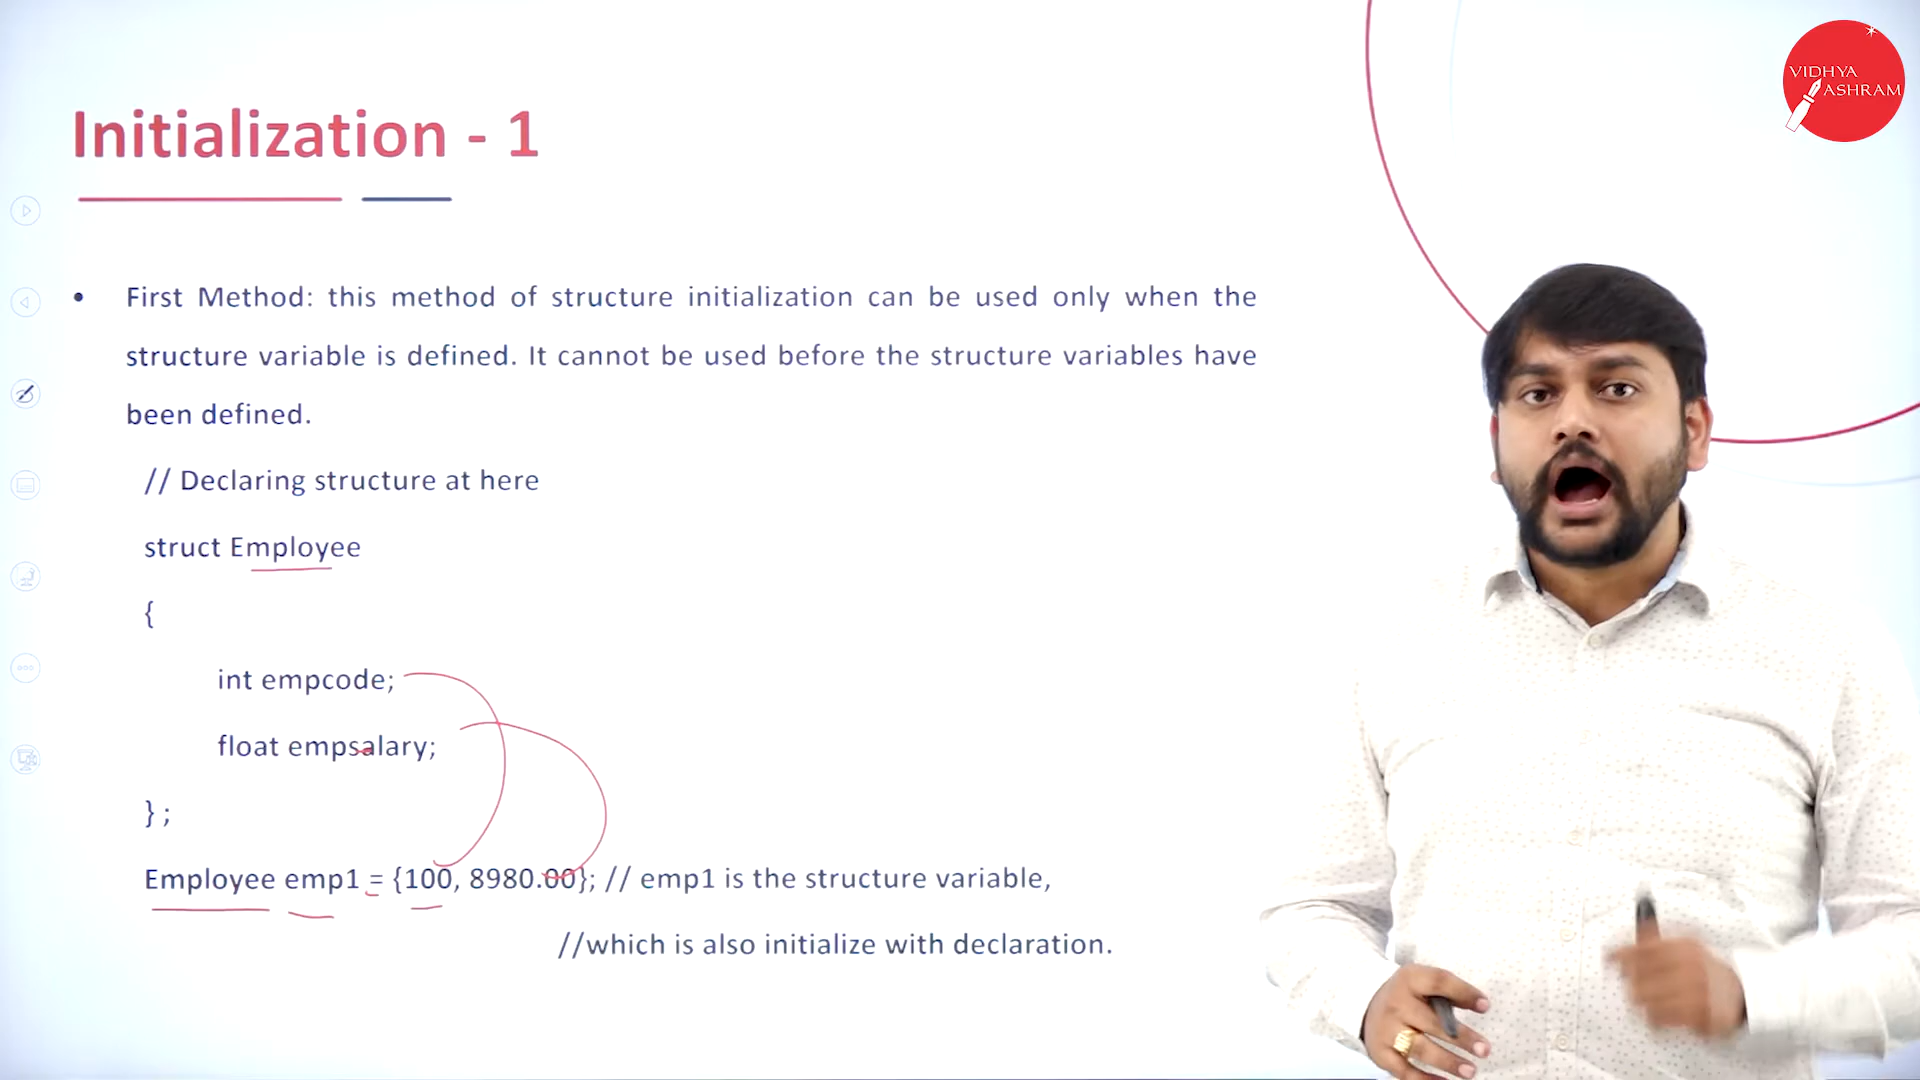 VIDHYA
ASHRAM
Initialization - 1
• First Method: this method of structure initialization can be used only when the
structure variable is defined. It cannot be used before the structure variables have
been defined.
// Declaring structure at here
struct Employee
{
int empcode;
float empsalary;
} ;
Employee emp1 = {100, 8980.00}; // emp1 is the structure variable,
//which is also initialize with declaration.